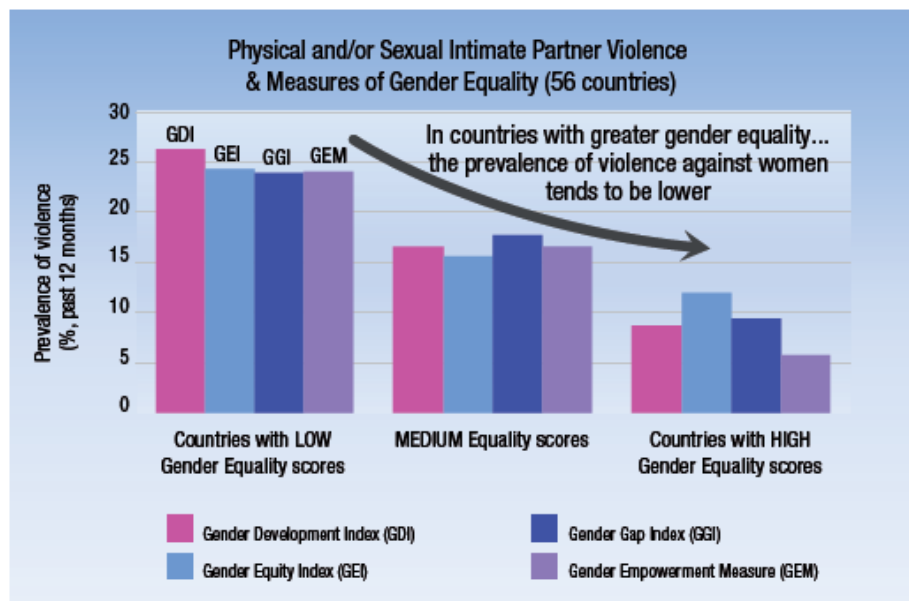 Physical and/or Sexual Intimate Partner Violence
& Measures of Gender Equality (56 countries)
30
25
20
15
10
5
0
Prevalence of violence
(%, past 12 months)
GDI
GEI
GGI
GEM
In countries with greater gender equality...
the prevalence of violence against women
tends to be lower
Countries with LOW
Gender Equality scores
MEDIUM Equality scores
Countries with HIGH
Gender Equality scores
Gender Development Index (GDI)
Gender Equity Index (GEI)
Gender Gap Index (GGI)
Gender Empowerment Measure (GEM)